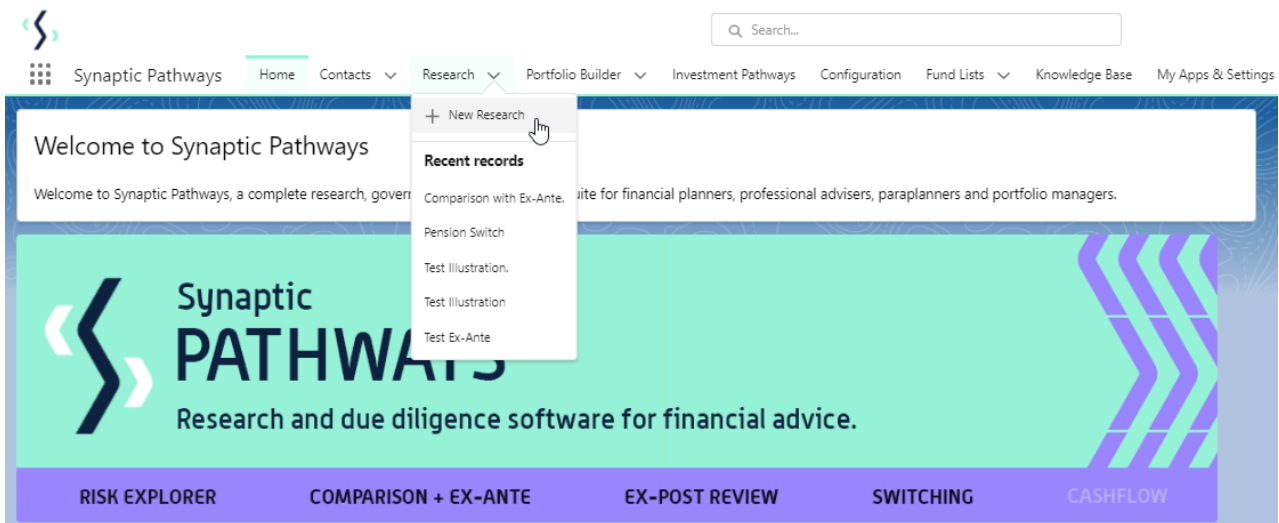 Search...
Synaptic Pathways Home Contacts Research Portfolio Builder Investment Pathways Configuration Fund Lists Knowledge Base My Apps & Settings
+ New Research
Recent records
Comparison with Ex-Ante.
Pension Switch
Test Illustration.
Test Illustration
Test Ex-Ante
Welcome to Synaptic Pathways
Welcome to Synaptic Pathways, a complete research, gover ite for financial planners, professional advisers, paraplanners and portfolio managers.
Synaptic
PATHWAYS
Research and due diligence software for financial advice.
RISK EXPLORER COMPARISON + EX-ANTE EX-POST REVIEW SWITCHING CASHFLOW